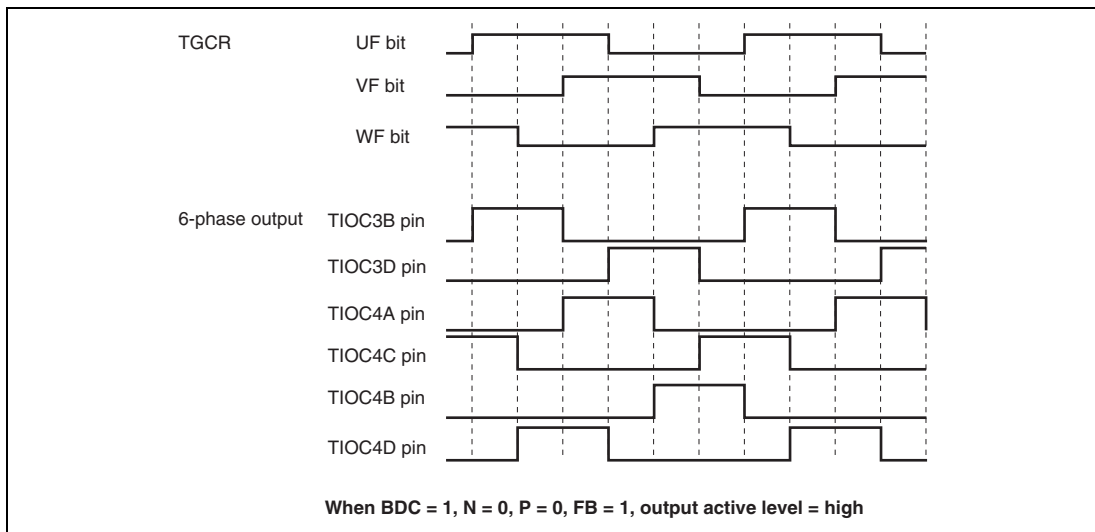 TGCR UF bit
VF bit
WF bit
6-phase output TIOC3B pin
TIOC3D pin
TIOC4A pin
TIOC4C pin
TIOC4B pin
TIOC4D pin
When BDC = 1, N = 0, P = 0, FB = 1, output active level = high